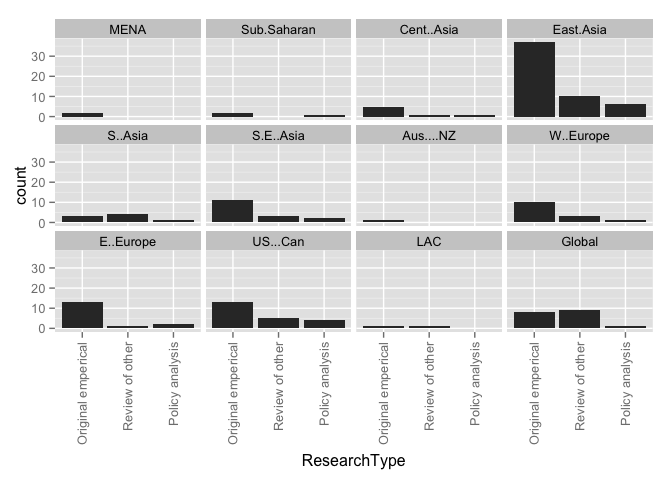 MENA Sub.Saharan Cent..Asia East.Asia
30
20
10
0
S..Asia S.E..Asia Aus....NZ W..Europe
30
20
10
0
E..Europe US...Can LAC Global
30
20
10
0
count
Original emperical Review of other Policy analysis Original emperical Review of other Policy analysis Original emperical Review of other Policy analysis Original emperical Review of other Policy analysis
ResearchType